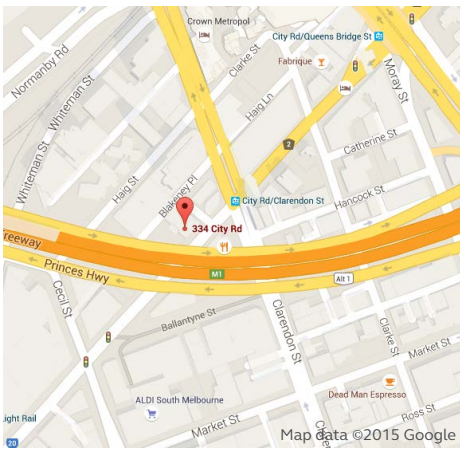 Crown Metropol
City Rd/Queens Bridge St
Normanby Rd
Fabrique
Clarke St
Moray St
Whiteman St
Whiteman St
Haig Ln
2
Catherine St
Haig St
Blakeney Pl
City Rd/Clarendon St
Hancock St
334 City Rd
reeway
Princes Hwy
M1
Alt 1
Cecil St
Ballantyne St
Clarendon St
Clarke St
Market St
ALDI South Melbourne
Dead Man Espresso
Light Rail
Market St
Ross St
20
Map data ©2015 Google